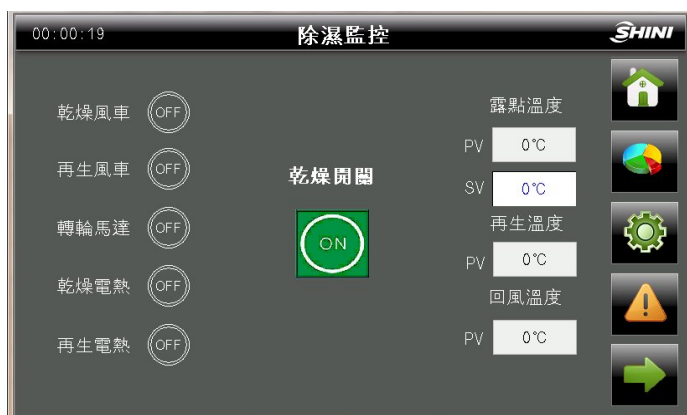 00:00:19
除濕監控
SHINI
乾燥風車 OFF
再生風車 OFF
轉輪馬達 OFF
乾燥電熱 OFF
再生電熱 OFF
乾燥開關
ON
露點溫度
PV 0℃
SV 0℃
再生溫度
PV 0℃
回風溫度
PV 0℃